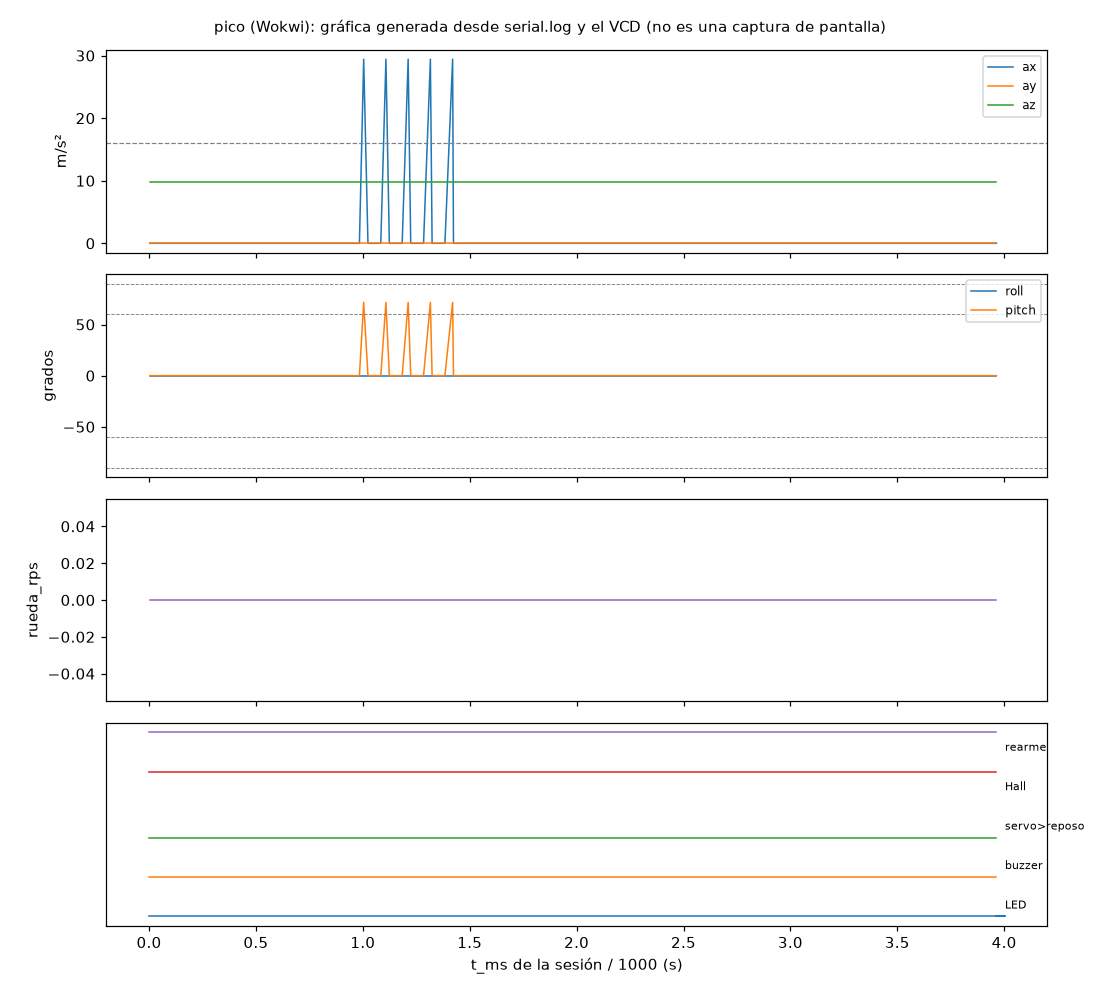 pico (Wokwi): gráfica generada desde serial.log y el VCD (no es una captura de pantalla)
30
20
10
0
m/s²
ax
ay
az
50
0
−50
grados
roll
pitch
0.04
0.02
0.00
−0.02
−0.04
rueda_rps
rearme
Hall
servo>reposo
buzzer
LED
0.0 0.5 1.0 1.5 2.0 2.5 3.0 3.5 4.0
t_ms de la sesión / 1000 (s)